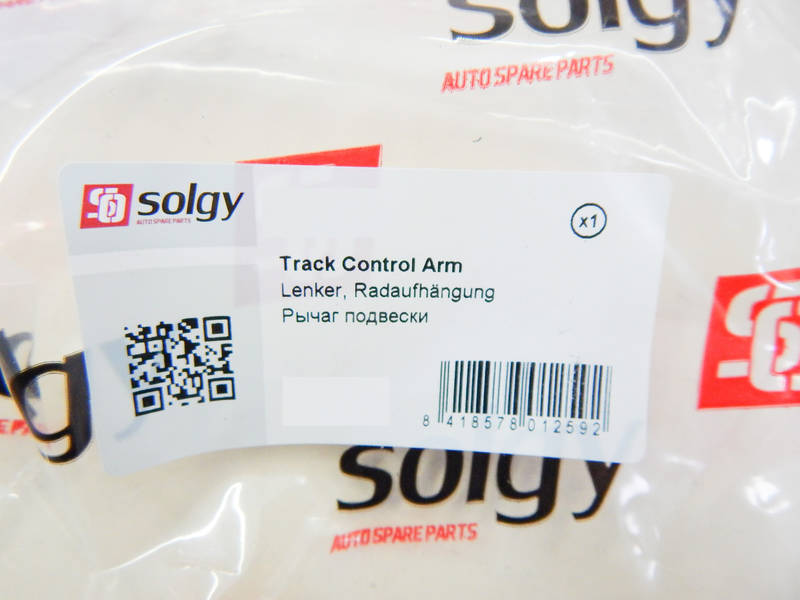 solgy
AUTO SPARE PARTS
solgy
AUTO SPARE PARTS
x1
Track Control Arm
Lenker, Radaufhängung
Рычаг подвески
8 418578 012592
solgy
AUTO SPARE PARTS